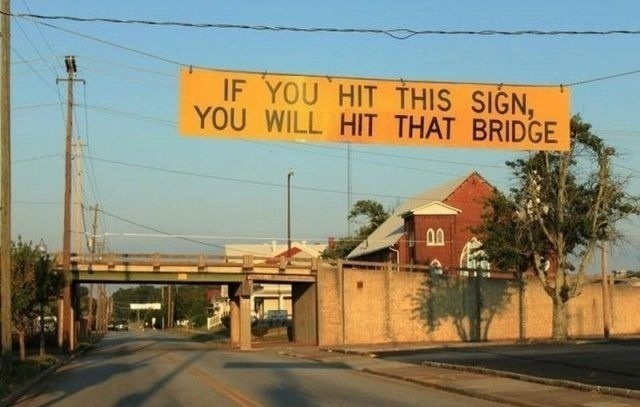 IF YOU HIT THIS SIGN,
YOU WILL HIT THAT BRIDGE